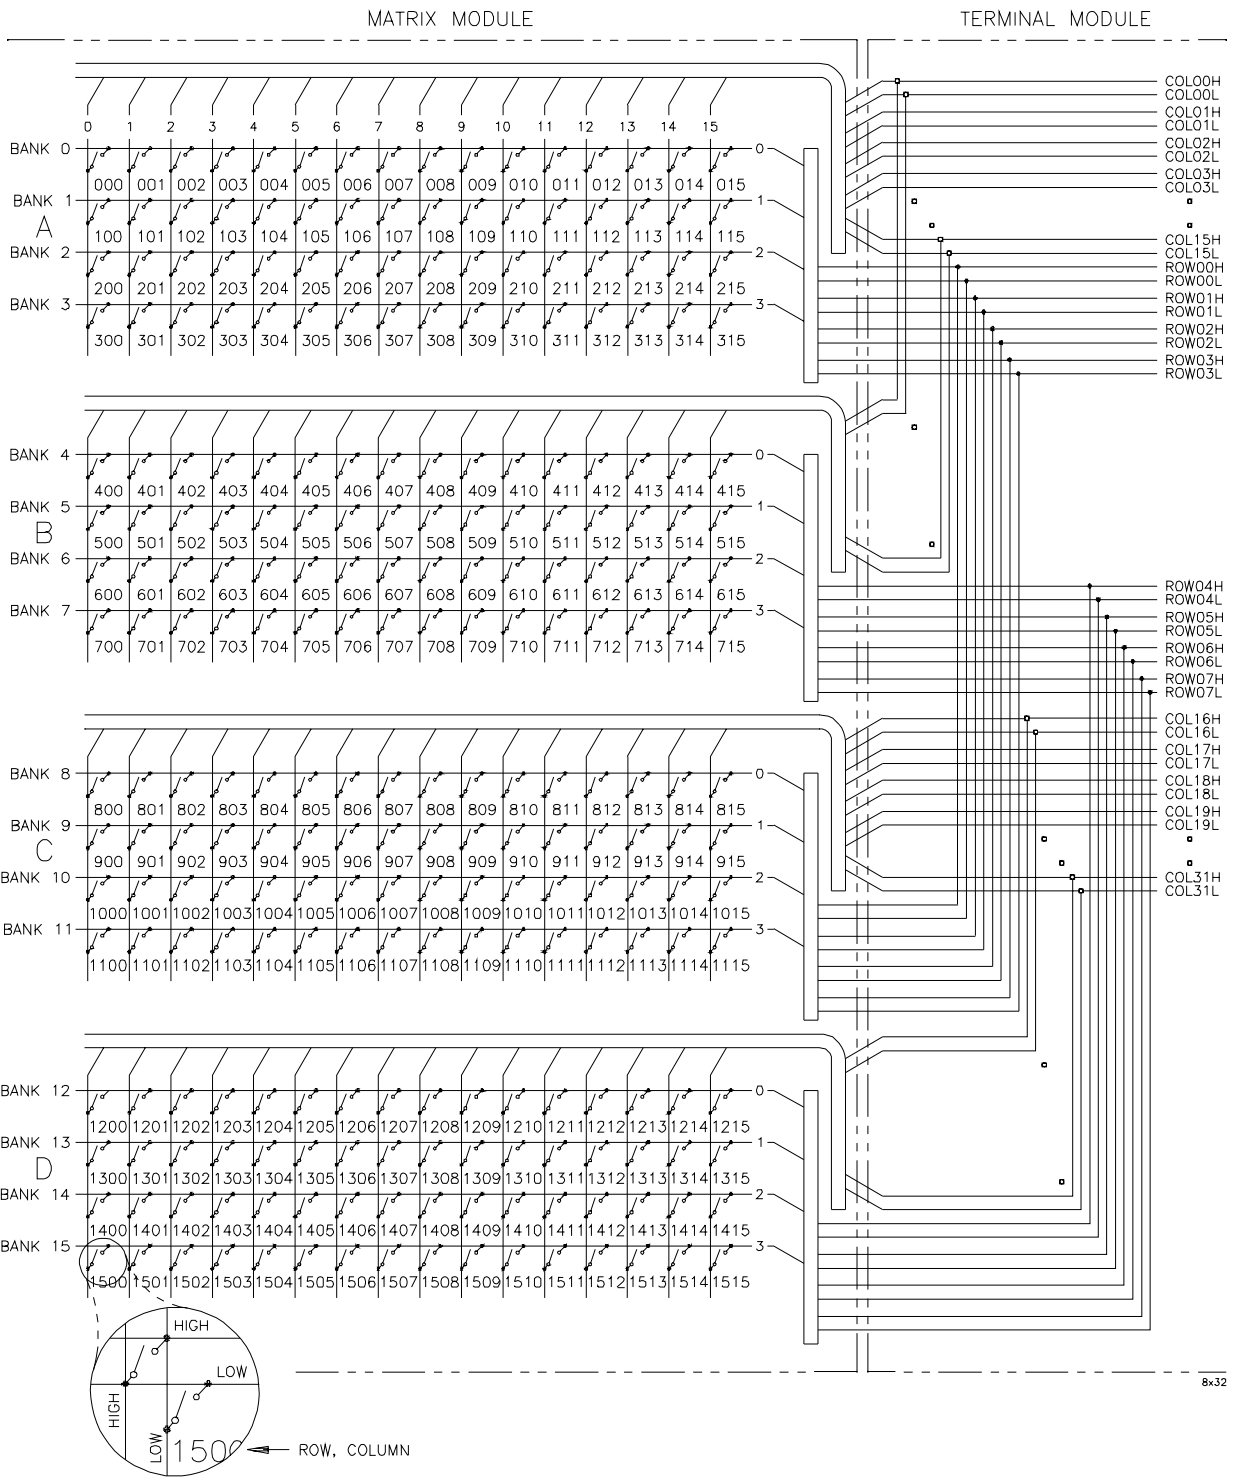 MATRIX MODULE TERMINAL MODULE
COL00H
COL00L
COL01H
COL01L
COL02H
COL02L
COL03H
COL03L
COL15H
COL15L
ROW00H
ROW00L
ROW01H
ROW01L
ROW02H
ROW02L
ROW03H
ROW03L
0 1 2 3 4 5 6 7 8 9 10 11 12 13 14 15
BANK 0 0
000 001 002 003 004 005 006 007 008 009 010 011 012 013 014 015
BANK 1 1
A
100 101 102 103 104 105 106 107 108 109 110 111 112 113 114 115
BANK 2 2
200 201 202 203 204 205 206 207 208 209 210 211 212 213 214 215
BANK 3 3
300 301 302 303 304 305 306 307 308 309 310 311 312 313 314 315
BANK 4 0
400 401 402 403 404 405 406 407 408 409 410 411 412 413 414 415
BANK 5 1
B
500 501 502 503 504 505 506 507 508 509 510 511 512 513 514 515
BANK 6 2
600 601 602 603 604 605 606 607 608 609 610 611 612 613 614 615
BANK 7 3
700 701 702 703 704 705 706 707 708 709 710 711 712 713 714 715
ROW04H
ROW04L
ROW05H
ROW05L
ROW06H
ROW06L
ROW07H
ROW07L
COL16H
COL16L
COL17H
COL17L
COL18H
COL18L
COL19H
COL19L
COL31H
COL31L
BANK 8 0
800 801 802 803 804 805 806 807 808 809 810 811 812 813 814 815
BANK 9 1
C
900 901 902 903 904 905 906 907 908 909 910 911 912 913 914 915
BANK 10 2
1000 1001 1002 1003 1004 1005 1006 1007 1008 1009 1010 1011 1012 1013 1014 1015
BANK 11 3
1100 1101 1102 1103 1104 1105 1106 1107 1108 1109 1110 1111 1112 1113 1114 1115
BANK 12 0
1200 1201 1202 1203 1204 1205 1206 1207 1208 1209 1210 1211 1212 1213 1214 1215
BANK 13 1
D
1300 1301 1302 1303 1304 1305 1306 1307 1308 1309 1310 1311 1312 1313 1314 1315
BANK 14 2
1400 1401 1402 1403 1404 1405 1406 1407 1408 1409 1410 1411 1412 1413 1414 1415
BANK 15 3
1500 1501 1502 1503 1504 1505 1506 1507 1508 1509 1510 1511 1512 1513 1514 1515
HIGH
LOW
HIGH
LOW
1500
ROW, COLUMN
8x32